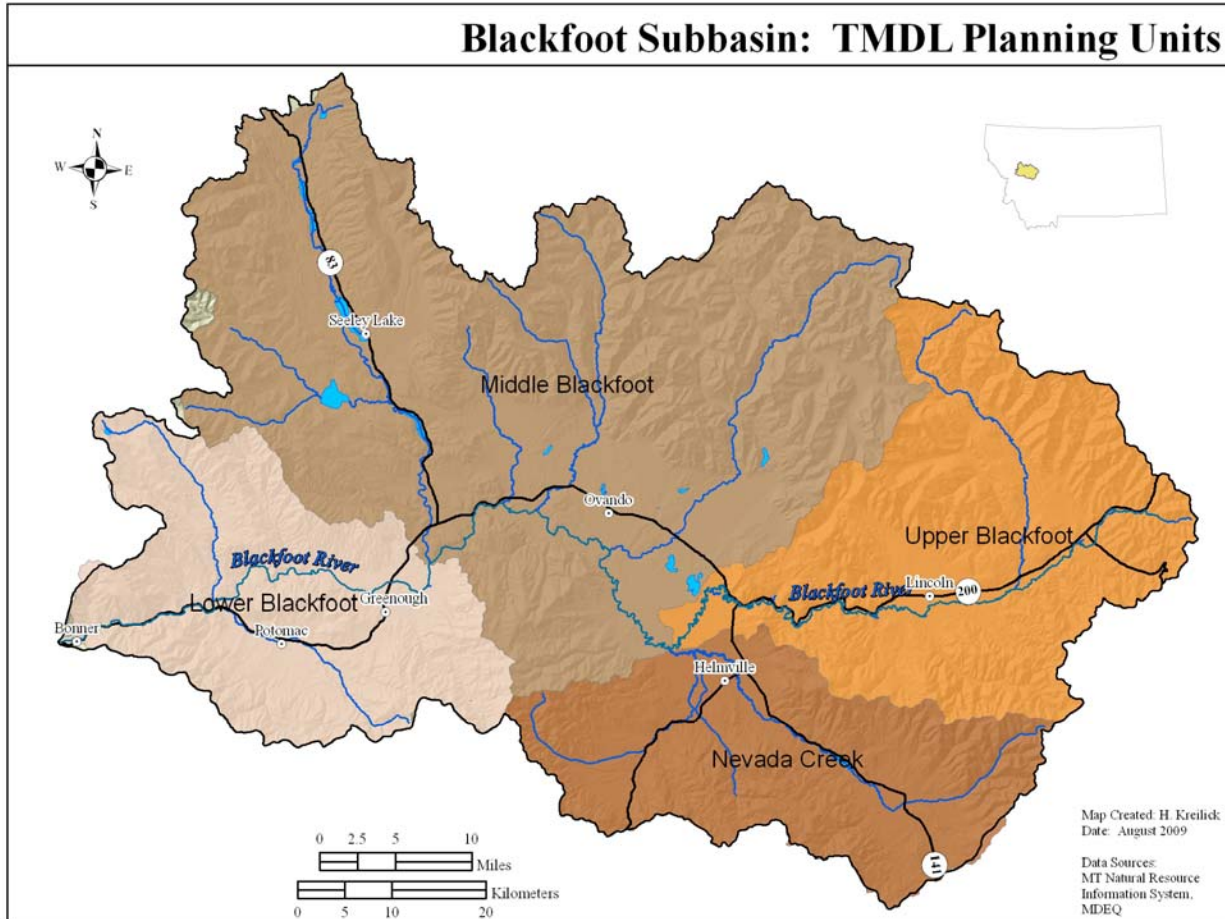 Blackfoot Subbasin: TMDL Planning Units
N
W E
S
83
Seeley Lake
Middle Blackfoot
Ovando
Upper Blackfoot
Blackfoot River
Blackfoot River
Lincoln
200
Lower Blackfoot
Greenough
Bonner
Potomac
Helmville
Nevada Creek
141
0 2.5 5 10
Miles
Kilometers
0 5 10 20
Map Created: H. Kreilick
Date: August 2009
Data Sources:
MT Natural Resource
Information System,
MDEQ